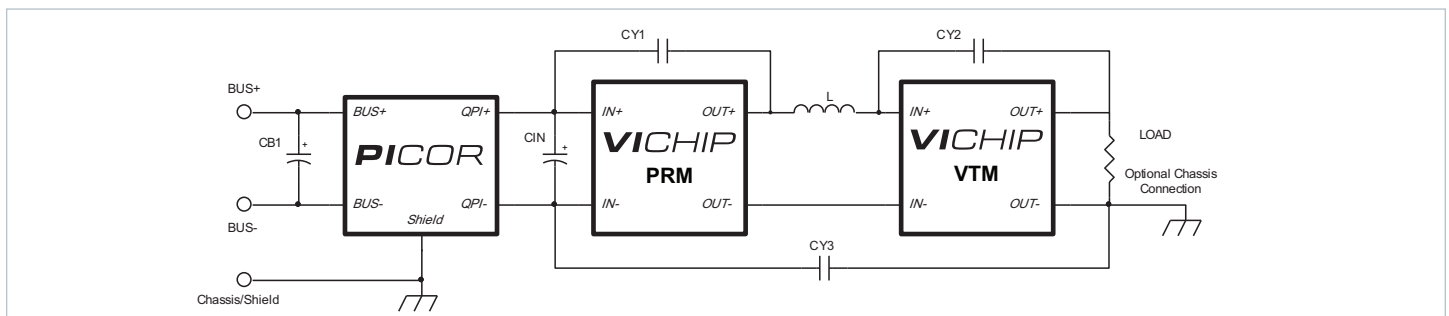 CY1
CY2
BUS+
L
BUS+
QPI+
IN+
OUT+
IN+
OUT+
CB1
+
CIN
+
LOAD
PICOR
VICHIP
VICHIP
PRM
VTM
Optional Chassis
Connection
BUS-
QPI-
IN-
OUT-
IN-
OUT-
Shield
BUS-
CY3
Chassis/Shield